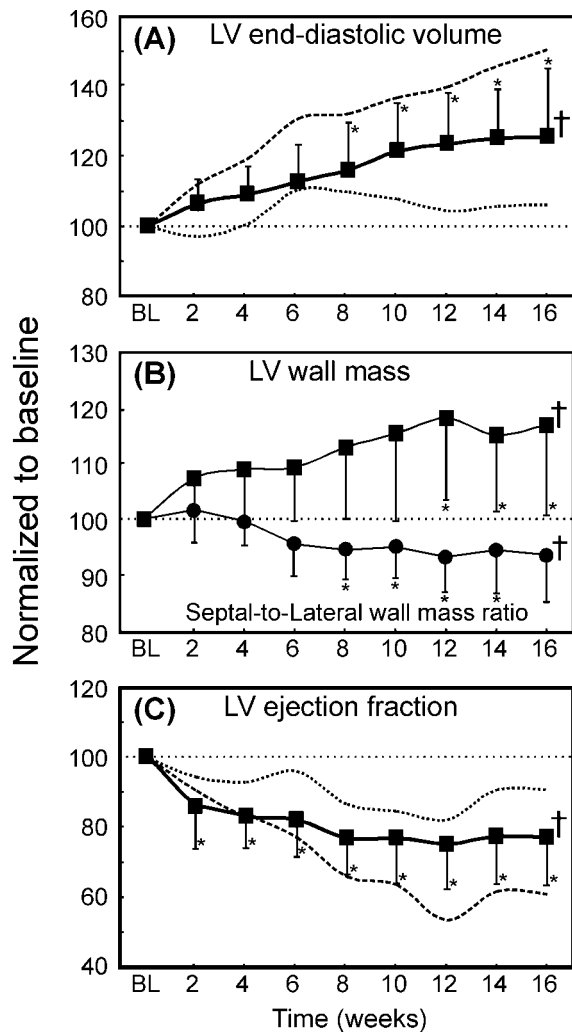 160
(A) LV end-diastolic volume
140
* * * * *
†
120
100
80
BL 2 4 6 8 10 12 14 16
130
(B) LV wall mass
†
120
110
* * *
100
†
90
* * * *
Septal-to-Lateral wall mass ratio
80
BL 2 4 6 8 10 12 14 16
120
(C) LV ejection fraction
100
†
80
* * * * * * * *
60
40
BL 2 4 6 8 10 12 14 16
Time (weeks)
Normalized to baseline